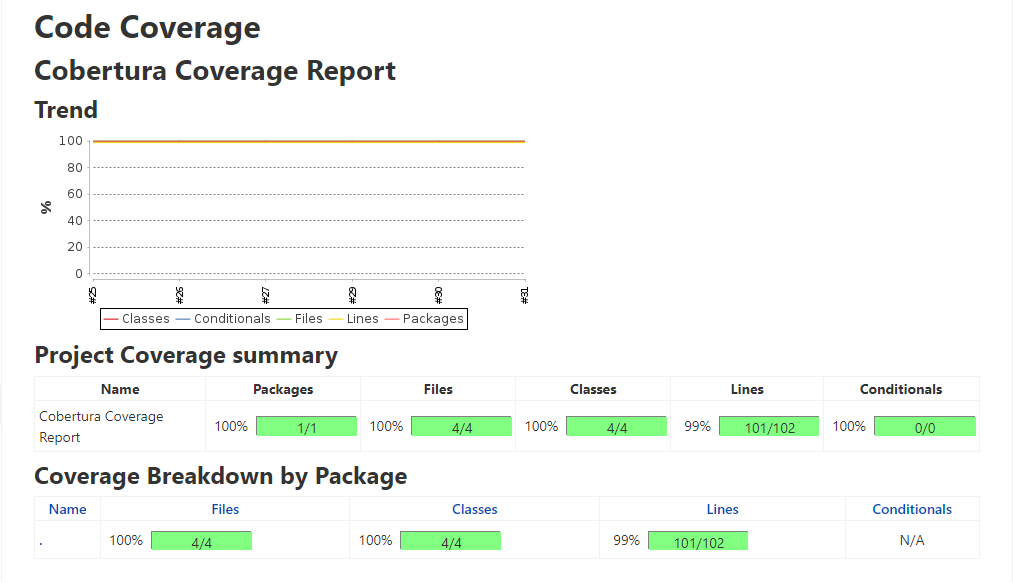 Code Coverage
Cobertura Coverage Report
Trend
100
80
60
40
20
0
%
#25 #26 #27 #29 #30 #31
Classes Conditionals Files Lines Packages
Project Coverage summary
Name Packages Files Classes Lines Conditionals
Cobertura Coverage
Report
100% 1/1 100% 4/4 100% 4/4 99% 101/102 100% 0/0
Coverage Breakdown by Package
Name Files Classes Lines Conditionals
. 100% 4/4 100% 4/4 99% 101/102 N/A